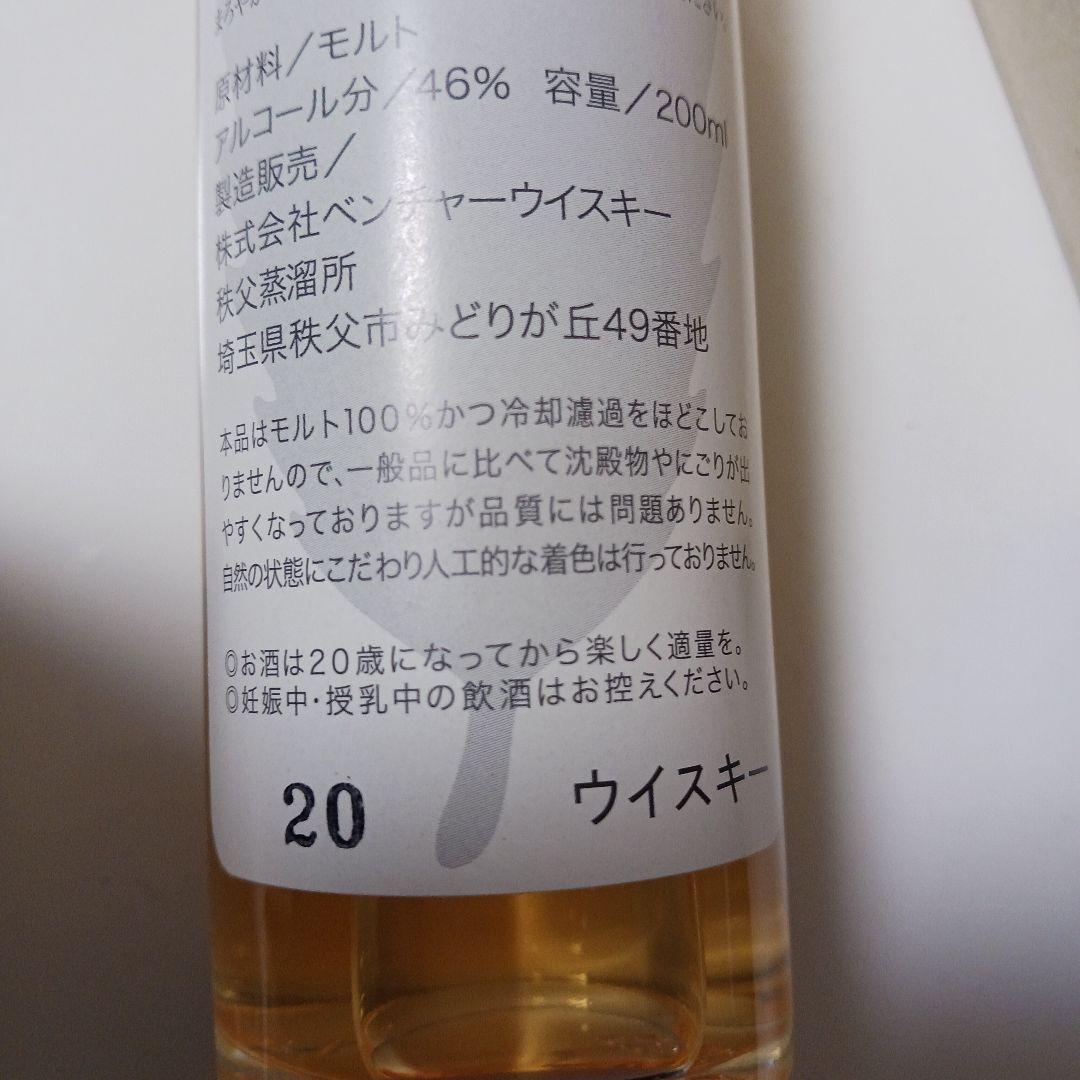 まろやか
原材料／モルト
アルコール分／46% 容量／200ml
製造販売／
株式会社ベンチャーウイスキー
秩父蒸溜所
埼玉県秩父市みどりが丘49番地
本品はモルト100%かつ冷却濾過をほどこしてお
りませんので、一般品に比べて沈殿物やにごりが出
やすくなっておりますが品質には問題ありません。
自然の状態にこだわり人工的な着色は行っておりません。
◎お酒は20歳になってから楽しく適量を。
◎妊娠中・授乳中の飲酒はお控えください。
20 ウイスキー